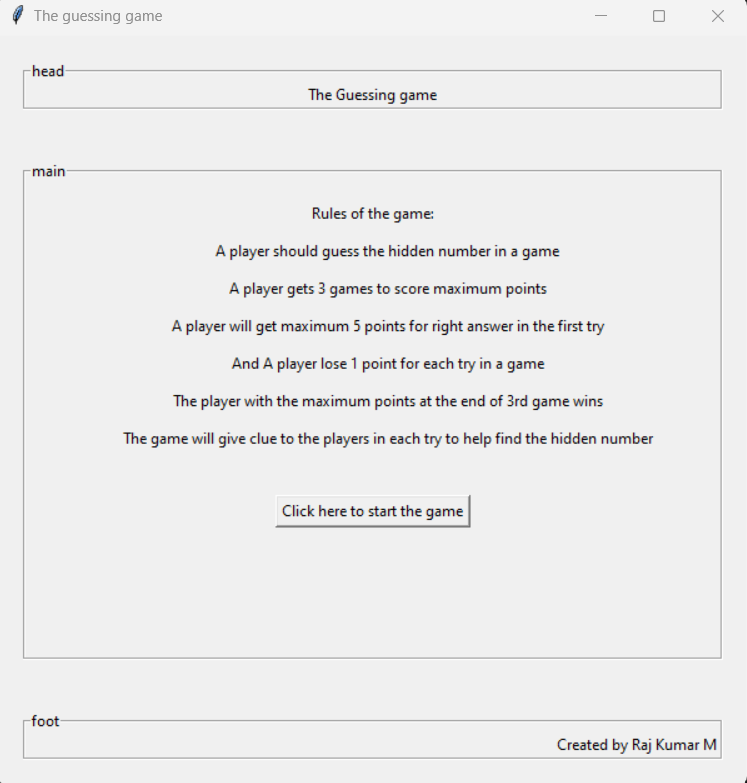 The guessing game
head
The Guessing game
main
Rules of the game:
A player should guess the hidden number in a game
A player gets 3 games to score maximum points
A player will get maximum 5 points for right answer in the first try
And A player lose 1 point for each try in a game
The player with the maximum points at the end of 3rd game wins
The game will give clue to the players in each try to help find the hidden number
Click here to start the game
foot
Created by Raj Kumar M